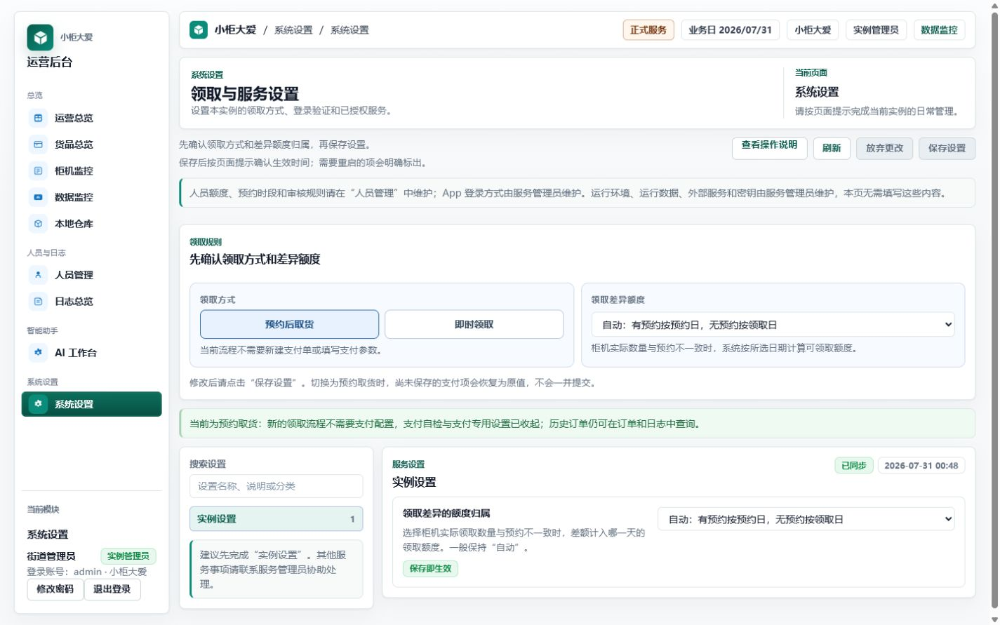 小柜大爱
运营后台
总览
运营总览
货品总览
柜机监控
数据监控
本地仓库
人员与日志
人员管理
日志总览
智能助手
AI 工作台
系统设置
系统设置
当前模块
系统设置
街道管理员 实例管理员
登录账号：admin · 小柜大爱
修改密码 退出登录
小柜大爱 / 系统设置 / 系统设置
正式服务 业务日 2026/07/31 小柜大爱 实例管理员 数据监控
系统设置
领取与服务设置
设置本实例的领取方式、登录验证和已授权服务。
当前页面
系统设置
请按页面提示完成当前实例的日常管理。
先确认领取方式和差异额度归属，再保存设置。
保存后按页面提示确认生效时间；需要重启的项会明确标出。
查看操作说明 刷新 放弃更改 保存设置
人员额度、预约时段和审核规则请在“人员管理”中维护；App 登录方式由服务管理员维护。运行环境、运行数据、外部服务和密钥由服务管理员维护，本页无需填写这些内容。
领取规则
先确认领取方式和差异额度
领取方式
预约后取货 即时领取
当前流程不需要新建支付单或填写支付参数。
领取差异额度
自动：有预约按预约日，无预约按领取日
柜机实际数量与预约不一致时，系统按所选日期计算可领取额度。
修改后请点击“保存设置”。切换为预约取货时，尚未保存的支付项会恢复为原值，不会一并提交。
当前为预约取货：新的领取流程不需要支付配置，支付自检与支付专用设置已收起；历史订单仍可在订单和日志中查询。
搜索设置
设置名称、说明或分类
实例设置 1
建议先完成“实例设置”。其他服
务事项请联系服务管理员协助处
理。
服务设置
实例设置
已同步 2026-07-31 00:48
领取差异的额度归属
选择柜机实际领取数量与预约不一致时，差额计入哪一天的
领取额度。一般保持“自动”。
保存即生效
自动：有预约按预约日，无预约按领取日